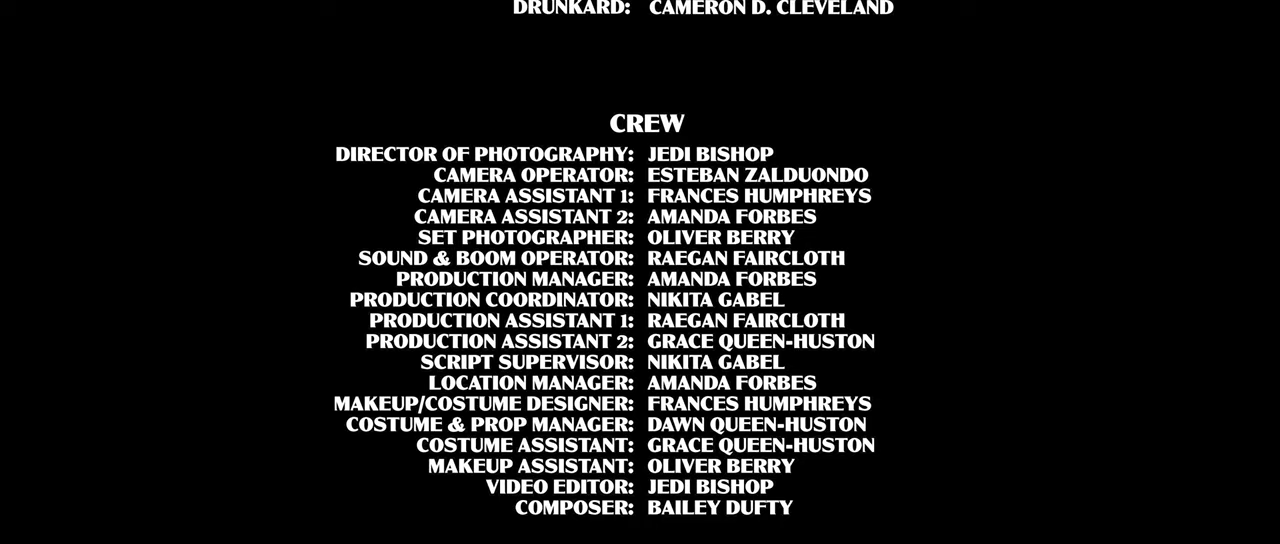 DRUNKARD: CAMERON D. CLEVELAND
CREW
DIRECTOR OF PHOTOGRAPHY: JEDI BISHOP
CAMERA OPERATOR: ESTEBAN ZALDUONDO
CAMERA ASSISTANT 1: FRANCES HUMPHREYS
CAMERA ASSISTANT 2: AMANDA FORBES
SET PHOTOGRAPHER: OLIVER BERRY
SOUND & BOOM OPERATOR: RAEGAN FAIRCLOTH
PRODUCTION MANAGER: AMANDA FORBES
PRODUCTION COORDINATOR: NIKITA GABEL
PRODUCTION ASSISTANT 1: RAEGAN FAIRCLOTH
PRODUCTION ASSISTANT 2: GRACE QUEEN-HUSTON
SCRIPT SUPERVISOR: NIKITA GABEL
LOCATION MANAGER: AMANDA FORBES
MAKEUP/COSTUME DESIGNER: FRANCES HUMPHREYS
COSTUME & PROP MANAGER: DAWN QUEEN-HUSTON
COSTUME ASSISTANT: GRACE QUEEN-HUSTON
MAKEUP ASSISTANT: OLIVER BERRY
VIDEO EDITOR: JEDI BISHOP
COMPOSER: BAILEY DUFTY